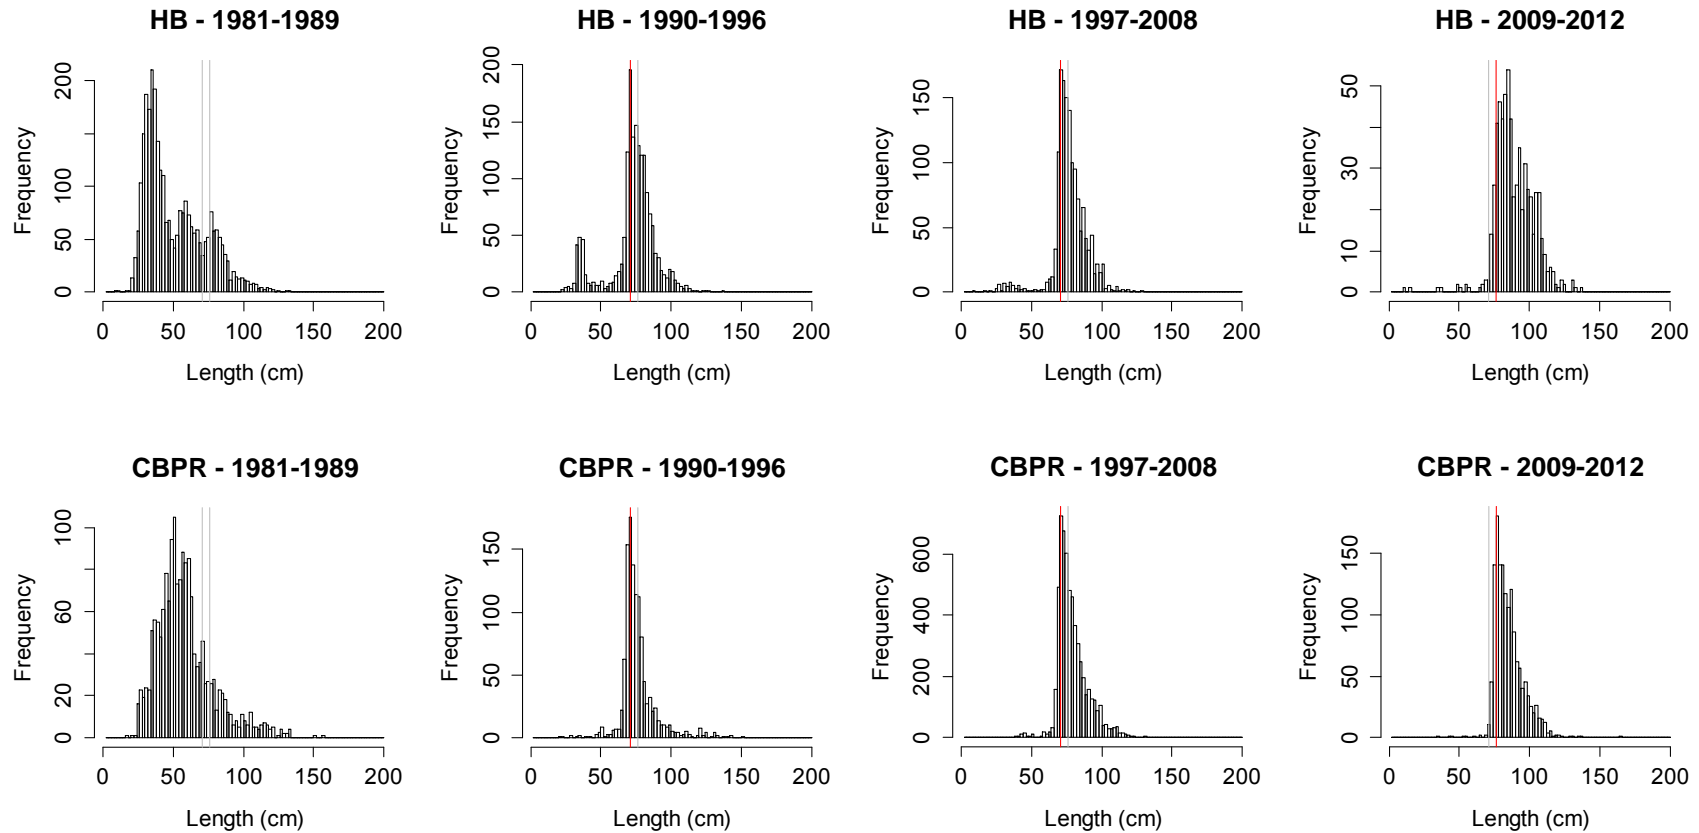 HB - 1981-1989
HB - 1990-1996
HB - 1997-2008
HB - 2009-2012
Frequency
0 50 100 200
0 50 100 150 200
Length (cm)
Frequency
0 50 100 150 200
0 50 100 150 200
Length (cm)
Frequency
0 50 100 150
0 50 100 150 200
Length (cm)
Frequency
0 10 30 50
0 50 100 150 200
Length (cm)
CBPR - 1981-1989
CBPR - 1990-1996
CBPR - 1997-2008
CBPR - 2009-2012
Frequency
0 20 60 100
0 50 100 150 200
Length (cm)
Frequency
0 50 100 150
0 50 100 150 200
Length (cm)
Frequency
0 200 400 600
0 50 100 150 200
Length (cm)
Frequency
0 50 100 150
0 50 100 150 200
Length (cm)